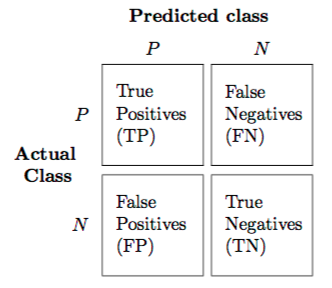 Predicted class
P N
True
Positives
(TP)
False
Negatives
(FN)
P
Actual
Class
False
Positives
(FP)
True
Negatives
(TN)
N